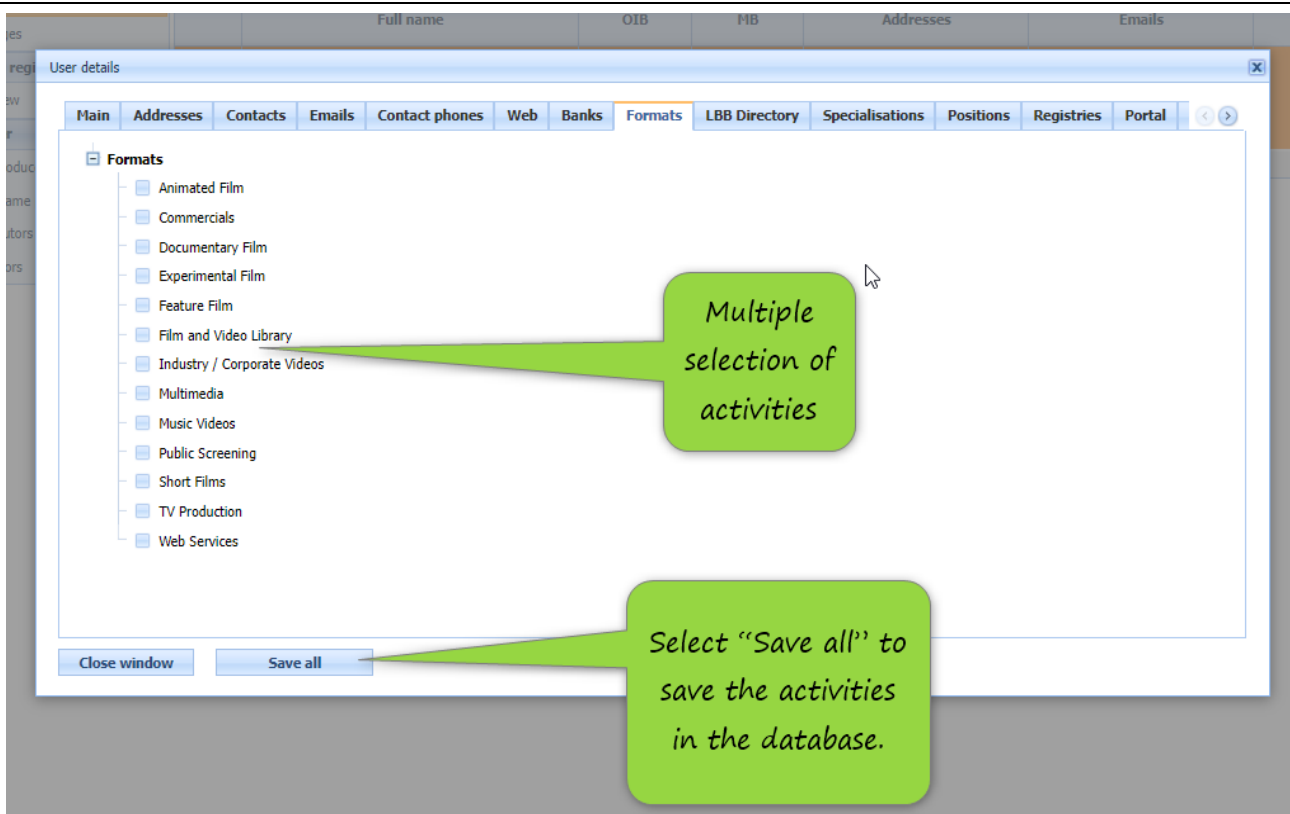 Full name OIB MB Addresses Emails
User details
Main Addresses Contacts Emails Contact phones Web Banks Formats LBB Directory Specialisations Positions Registries Portal
Formats
Animated Film
Commercials
Documentary Film
Experimental Film
Feature Film
Film and Video Library
Industry / Corporate Videos
Multimedia
Music Videos
Public Screening
Short Films
TV Production
Web Services
Multiple
selection of
activities
Close window Save all
Select “Save all” to
save the activities
in the database.